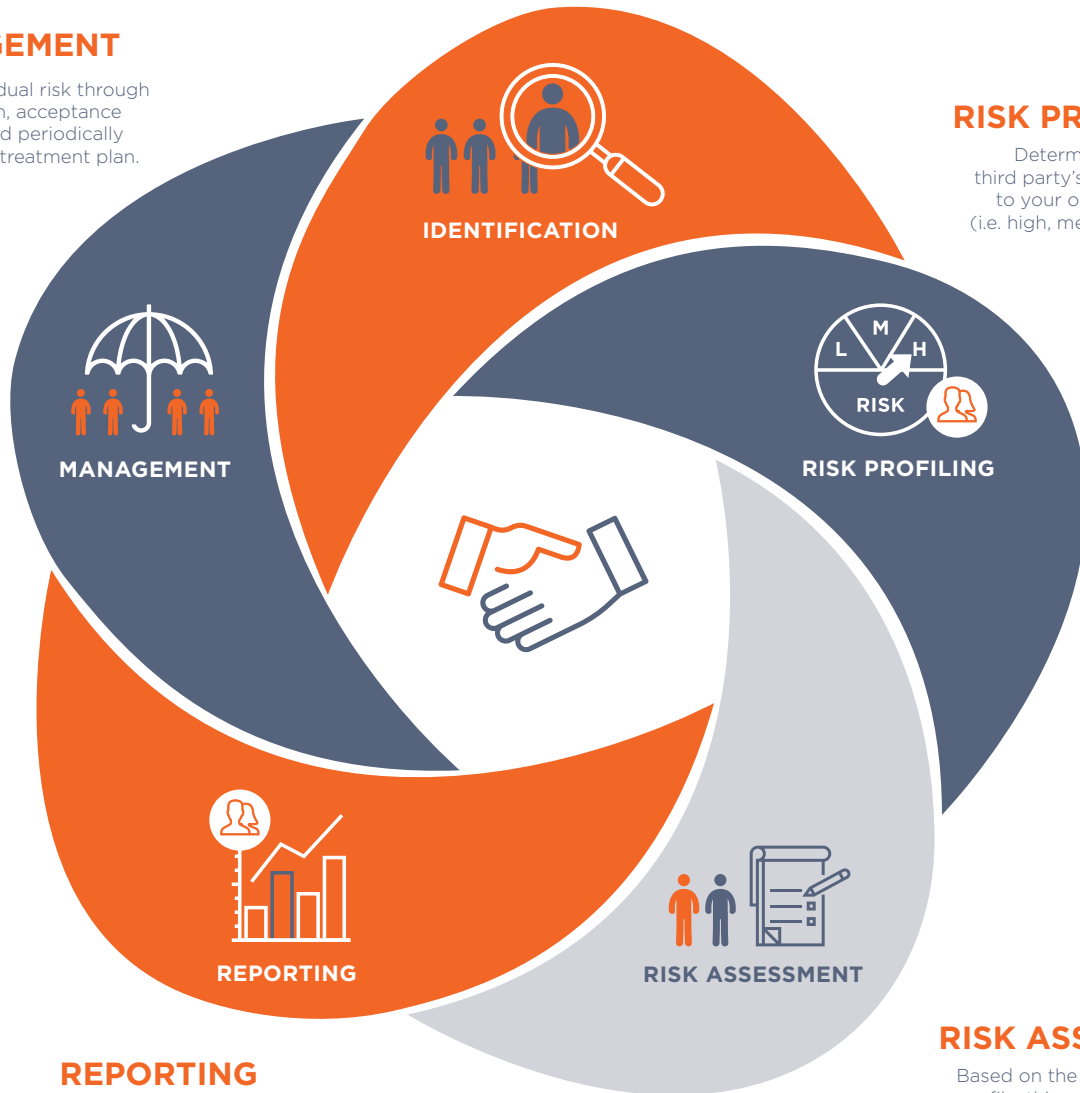 GEMENT
dual risk through
n, acceptance
d periodically
treatment plan.
RISK PR
Determ
third party's
to your o
(i.e. high, me
IDENTIFICATION
L
M
H
RISK
RISK PROFILING
MANAGEMENT
REPORTING
RISK ASSESSMENT
REPORTING
RISK ASS
Based on the